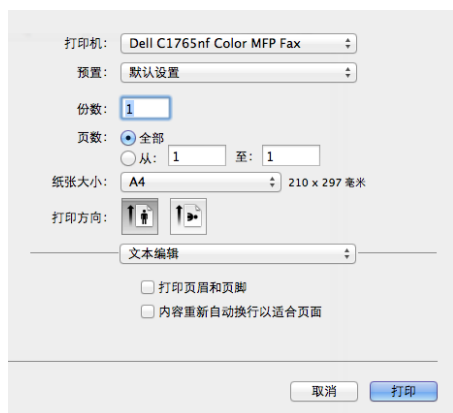 打印机: Dell C1765nf Color MFP Fax
预置: 默认设置
份数: 1
页数: 全部
从: 1 至: 1
纸张大小: A4 210 x 297 毫米
打印方向:
文本编辑
打印页眉和页脚
内容重新自动换行以适合页面
取消 打印